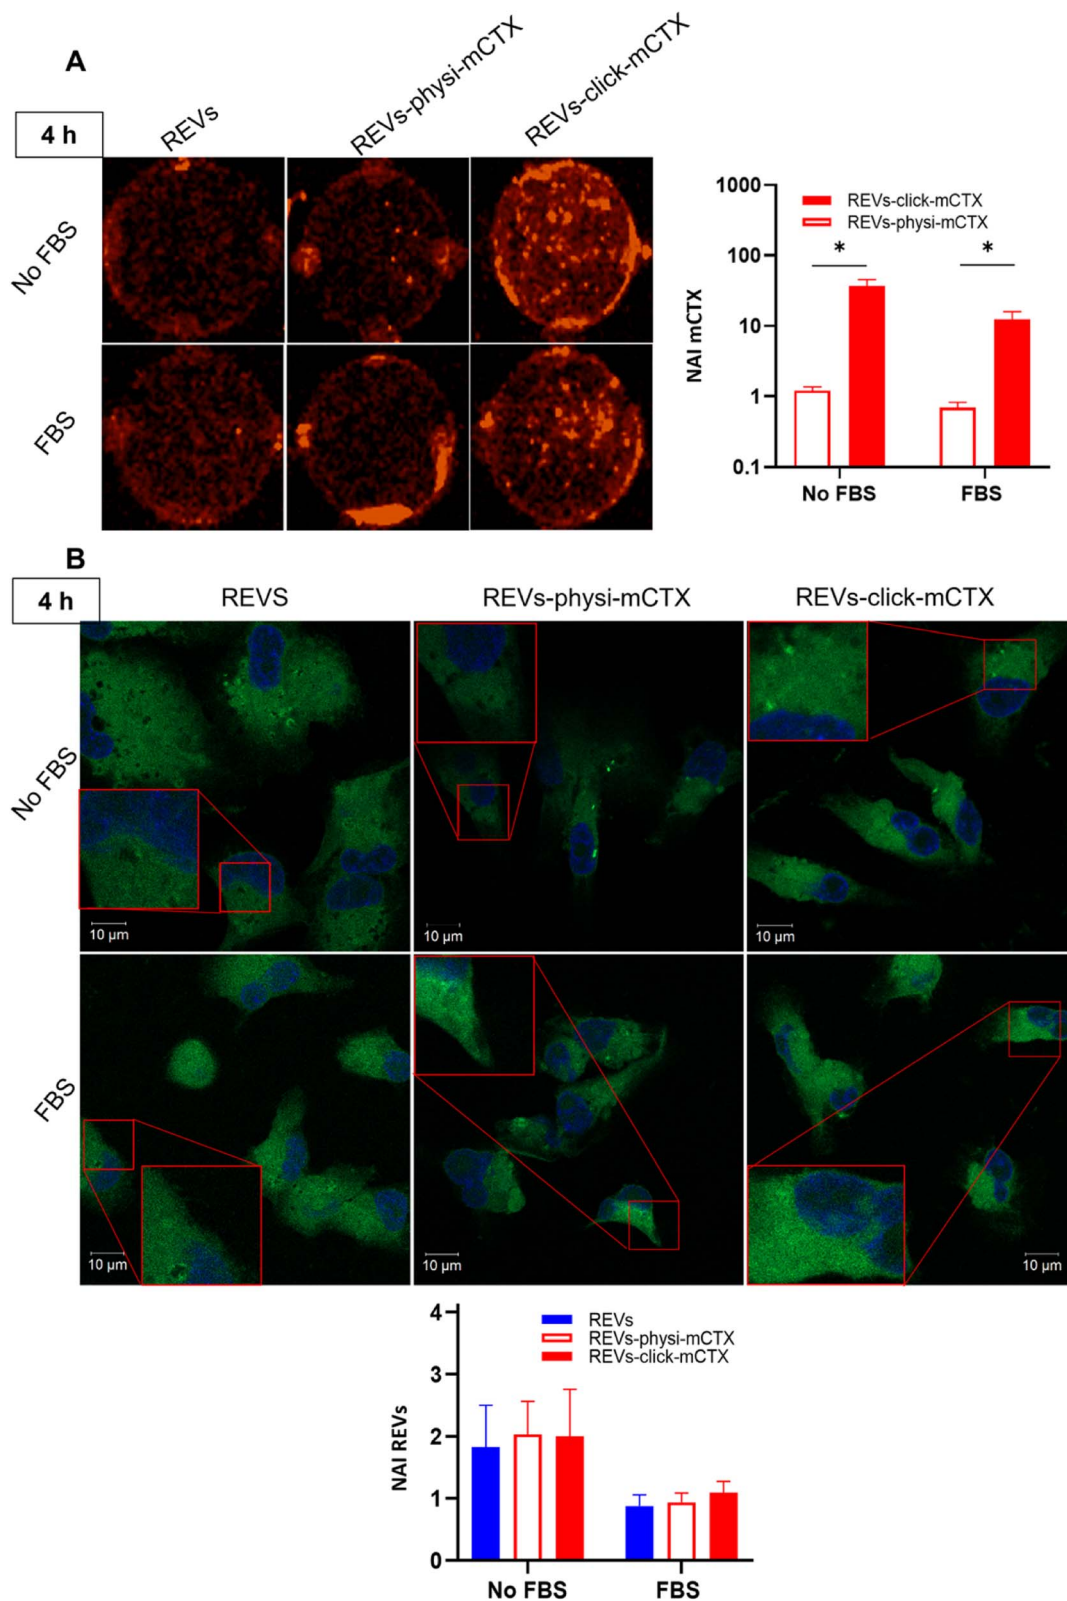 A
4 h
REVs
REVs-physi-mCTX
REVs-click-mCTX
No FBS
FBS
1000
100
10
1
0.1
NAI mCTX
REVs-click-mCTX
REVs-physi-mCTX
* *
No FBS FBS
B
4 h
REVS REVs-physi-mCTX REVs-click-mCTX
No FBS
10 µm 10 µm 10 µm
FBS
10 µm 10 µm 10 µm
4
3
2
1
0
NAI REVs
REVs
REVs-physi-mCTX
REVs-click-mCTX
No FBS FBS